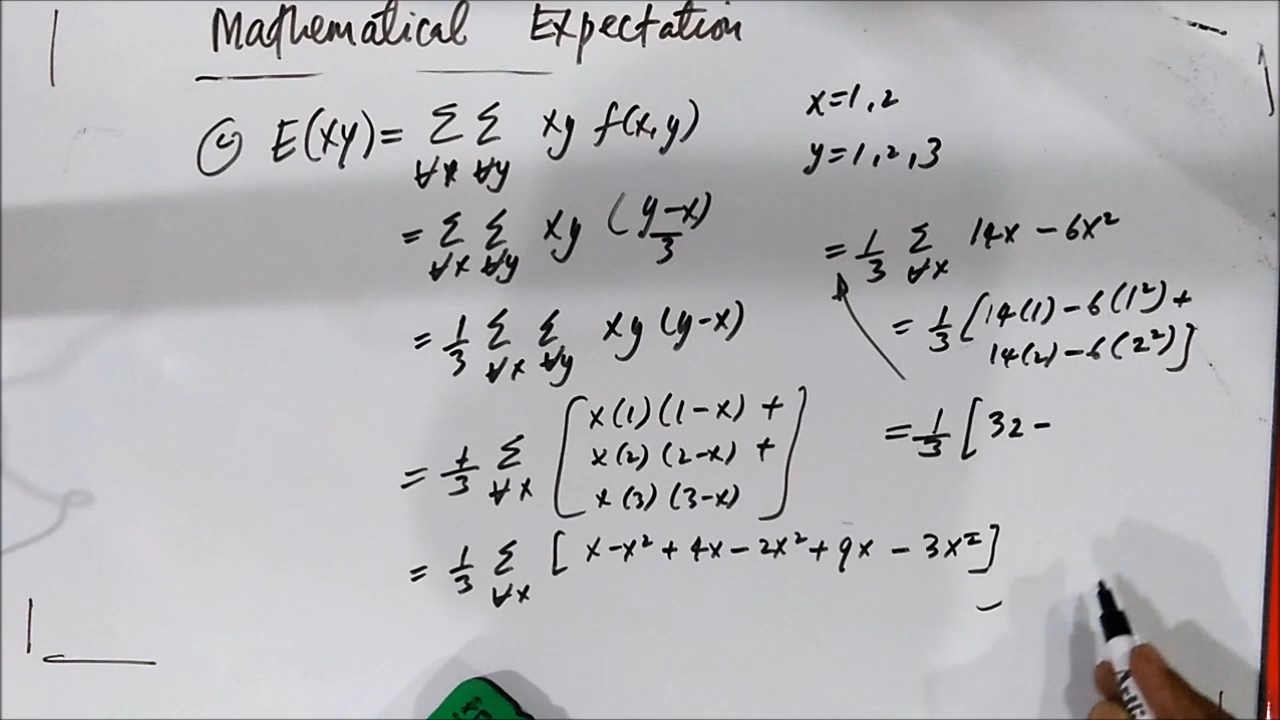 Mathematical Expectation
c) E(XY) = Σ Σ xy f(x,y)
∀x ∀y
= Σ Σ xy (y-x)/3
∀x ∀y
= 1/3 Σ Σ xy (y-x)
∀x ∀y
= 1/3 Σ [ x(1)(1-x) +
∀x x(2)(2-x) +
x(3)(3-x) ]
= 1/3 Σ [ x-x² + 4x-2x² + 9x - 3x² ]
∀x
x=1,2
y=1,2,3
= 1/3 Σ 14x - 6x²
∀x
= 1/3 [14(1) - 6(1²) +
14(2) - 6(2²)]
= 1/3 [ 32 -